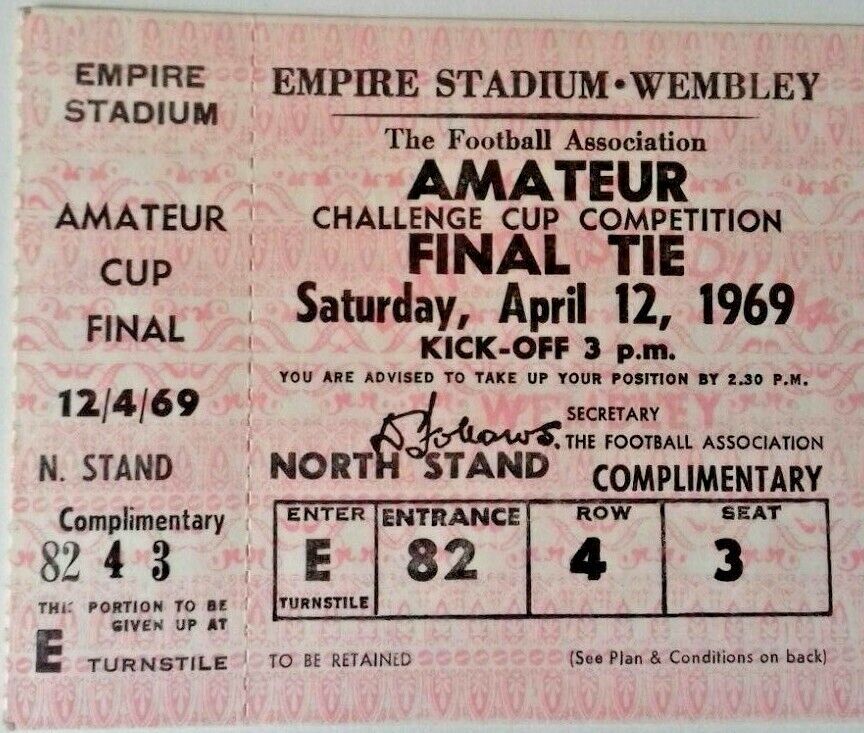 EMPIRE
STADIUM
AMATEUR
CUP
FINAL
12/4/69
N. STAND
Complimentary
82 4 3
THIS PORTION TO BE
GIVEN UP AT
E TURNSTILE
EMPIRE STADIUM • WEMBLEY
The Football Association
AMATEUR
CHALLENGE CUP COMPETITION
FINAL TIE
Saturday, April 12, 1969
KICK-OFF 3 p.m.
YOU ARE ADVISED TO TAKE UP YOUR POSITION BY 2.30 P.M.
D Follows.
SECRETARY
THE FOOTBALL ASSOCIATION
NORTH STAND
COMPLIMENTARY
ENTER ENTRANCE ROW SEAT
E 82 4 3
TURNSTILE
TO BE RETAINED (See Plan & Conditions on back)